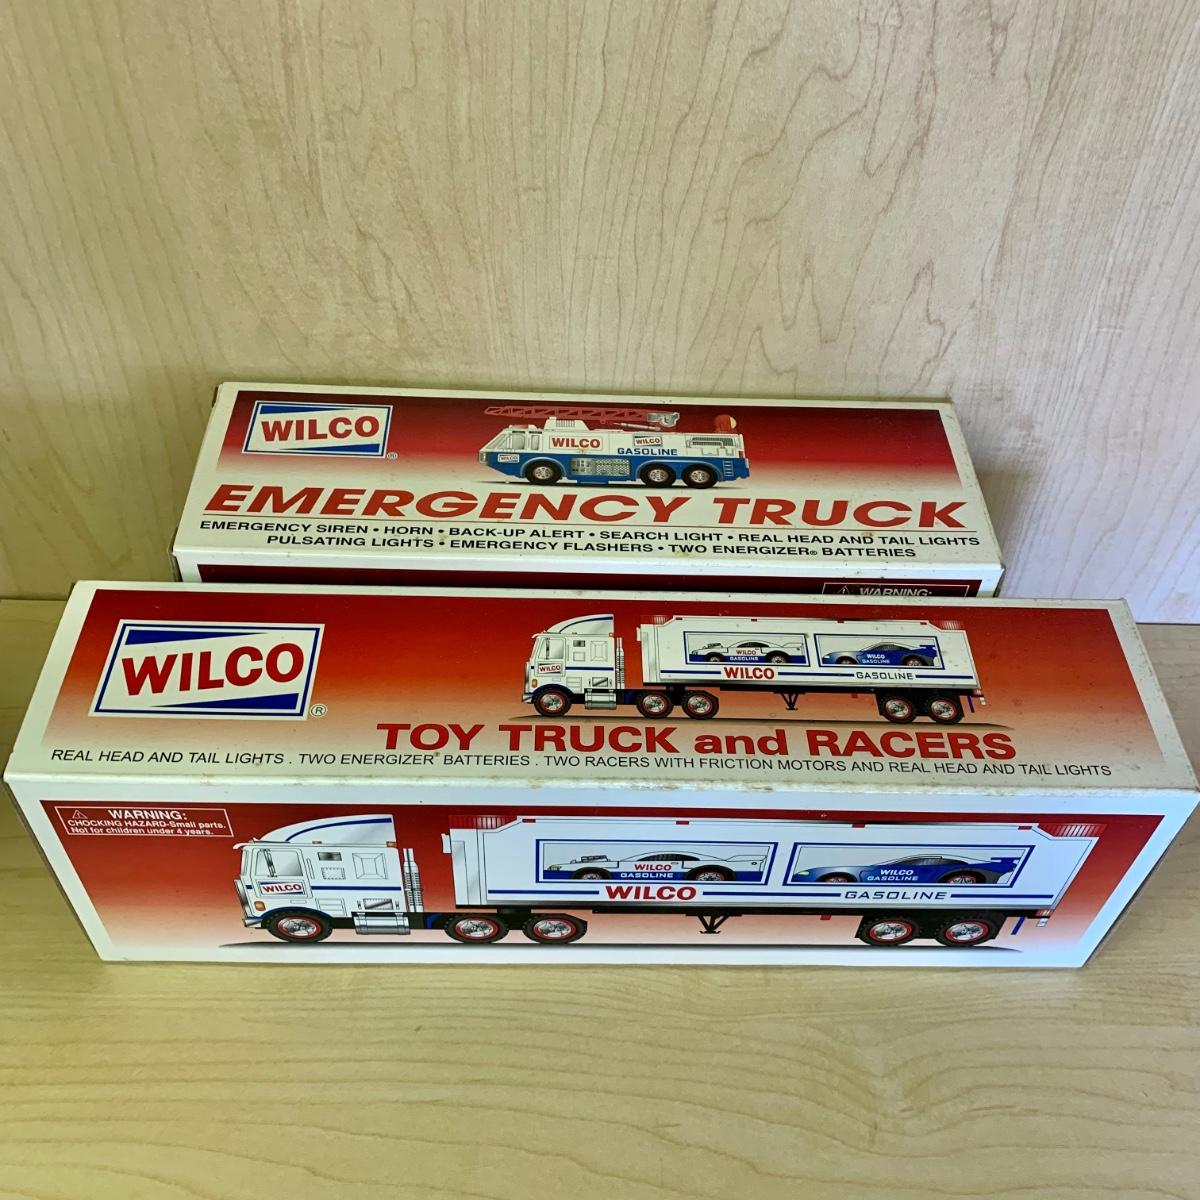 WILCO
®
WILCO WILCO
GASOLINE
WILCO
EMERGENCY TRUCK
EMERGENCY SIREN • HORN • BACK-UP ALERT • SEARCH LIGHT • REAL HEAD AND TAIL LIGHTS
PULSATING LIGHTS • EMERGENCY FLASHERS • TWO ENERGIZER® BATTERIES
WARNING:
WILCO
®
WILCO WILCO
GASOLINE GASOLINE
WILCO
WILCO GASOLINE
TOY TRUCK and RACERS
REAL HEAD AND TAIL LIGHTS . TWO ENERGIZER® BATTERIES . TWO RACERS WITH FRICTION MOTORS AND REAL HEAD AND TAIL LIGHTS
WARNING:
CHOCKING HAZARD-Small parts.
Not for children under 4 years.
WILCO WILCO
GASOLINE GASOLINE
WILCO
WILCO GASOLINE